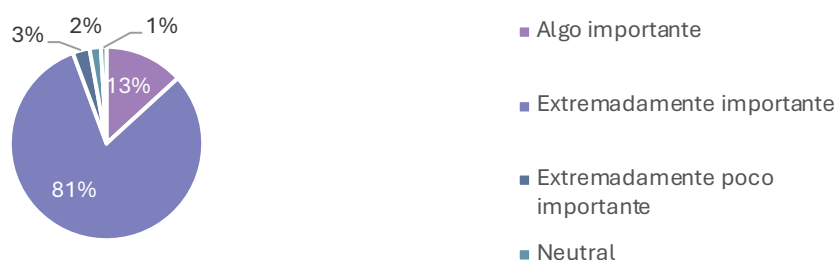 3%
2%
1%
13%
81%
Algo importante
Extremadamente importante
Extremadamente poco
importante
Neutral